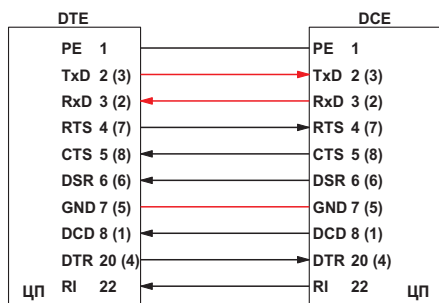 DTE DCE
PE 1 PE 1
TxD 2 (3) TxD 2 (3)
RxD 3 (2) RxD 3 (2)
RTS 4 (7) RTS 4 (7)
CTS 5 (8) CTS 5 (8)
DSR 6 (6) DSR 6 (6)
GND 7 (5) GND 7 (5)
DCD 8 (1) DCD 8 (1)
DTR 20 (4) DTR 20 (4)
ЦП RI 22 RI 22 ЦП